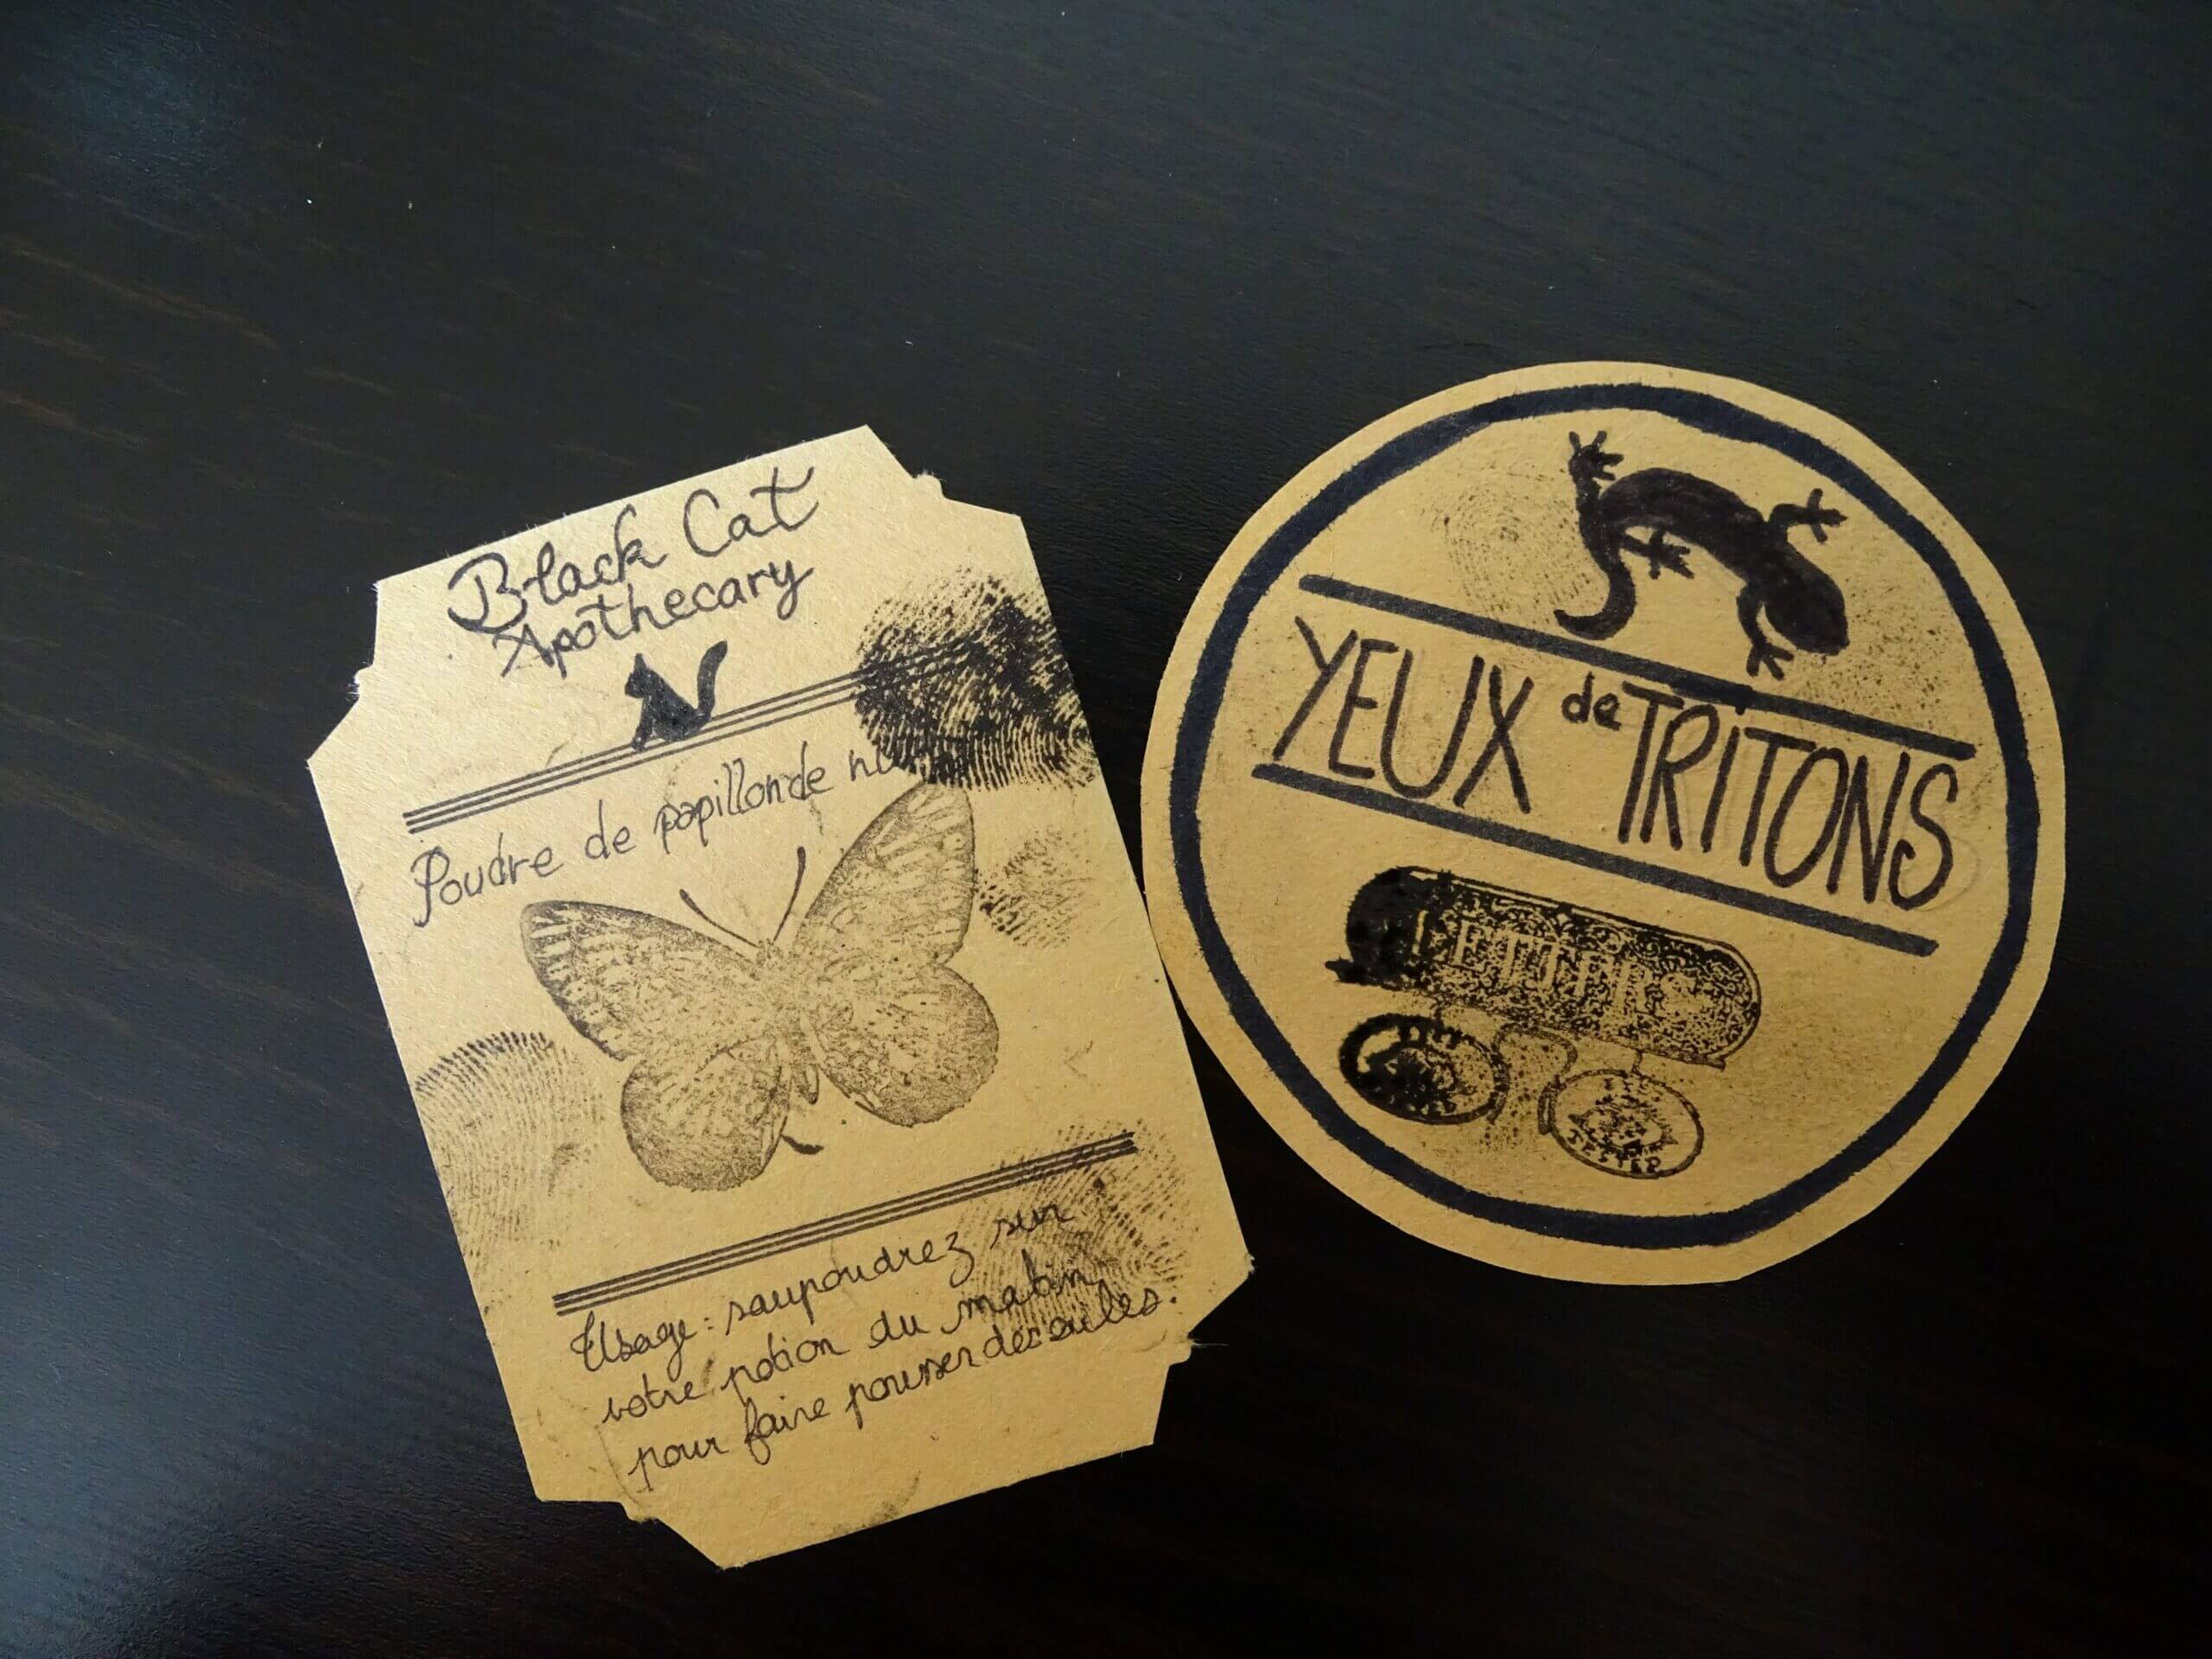 Black Cat
Apothecary
Poudre de papillon de
Usage: saupoudrez sur
votre potion du matin
pour faire pousser des ailes.
YEUX de TRITONS
TESTED